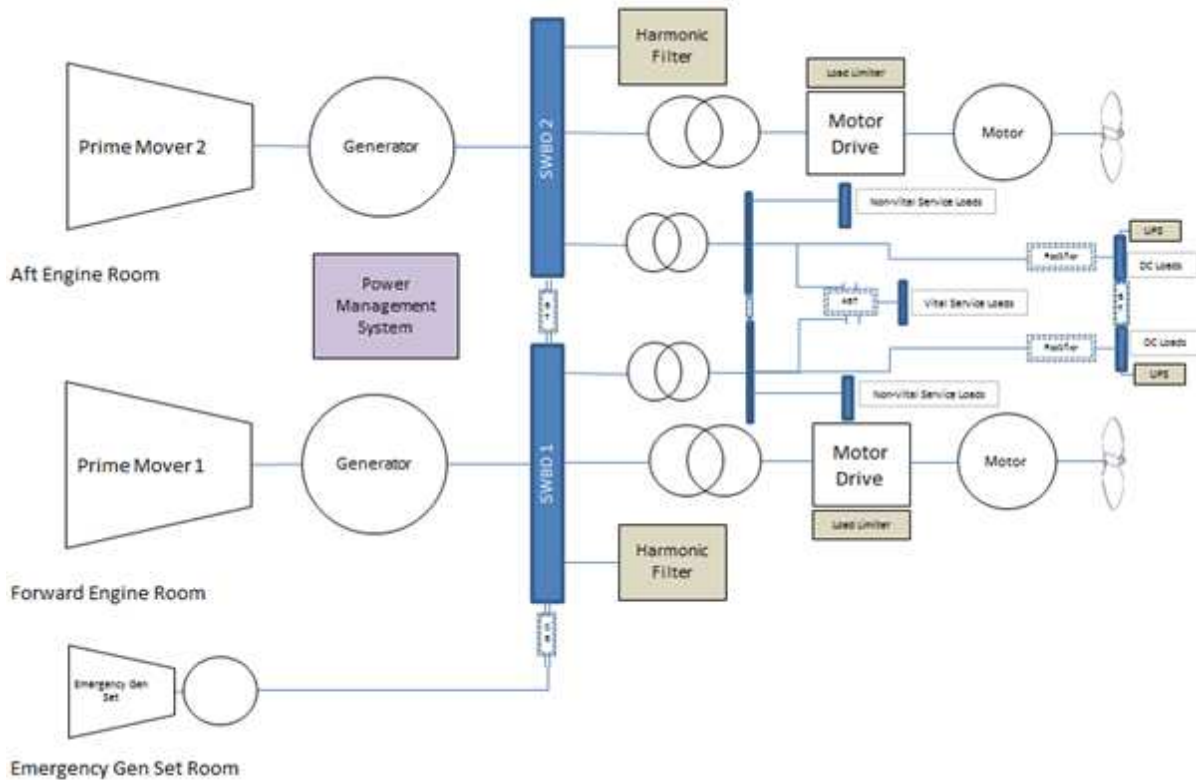 Harmonic
Filter
Load Limiter
Prime Mover 2
Generator
SWBD 2
Motor
Drive
Motor
Non-Vital Service Loads
UPS
Aft Engine Room
Power
Management
System
Rectifier
DC Loads
ABT
Vital Service Loads
Rectifier
DC Loads
UPS
Non-Vital Service Loads
Prime Mover 1
Generator
SWBD 1
Motor
Drive
Motor
Load Limiter
Harmonic
Filter
Forward Engine Room
Emergency Gen
Set
Emergency Gen Set Room